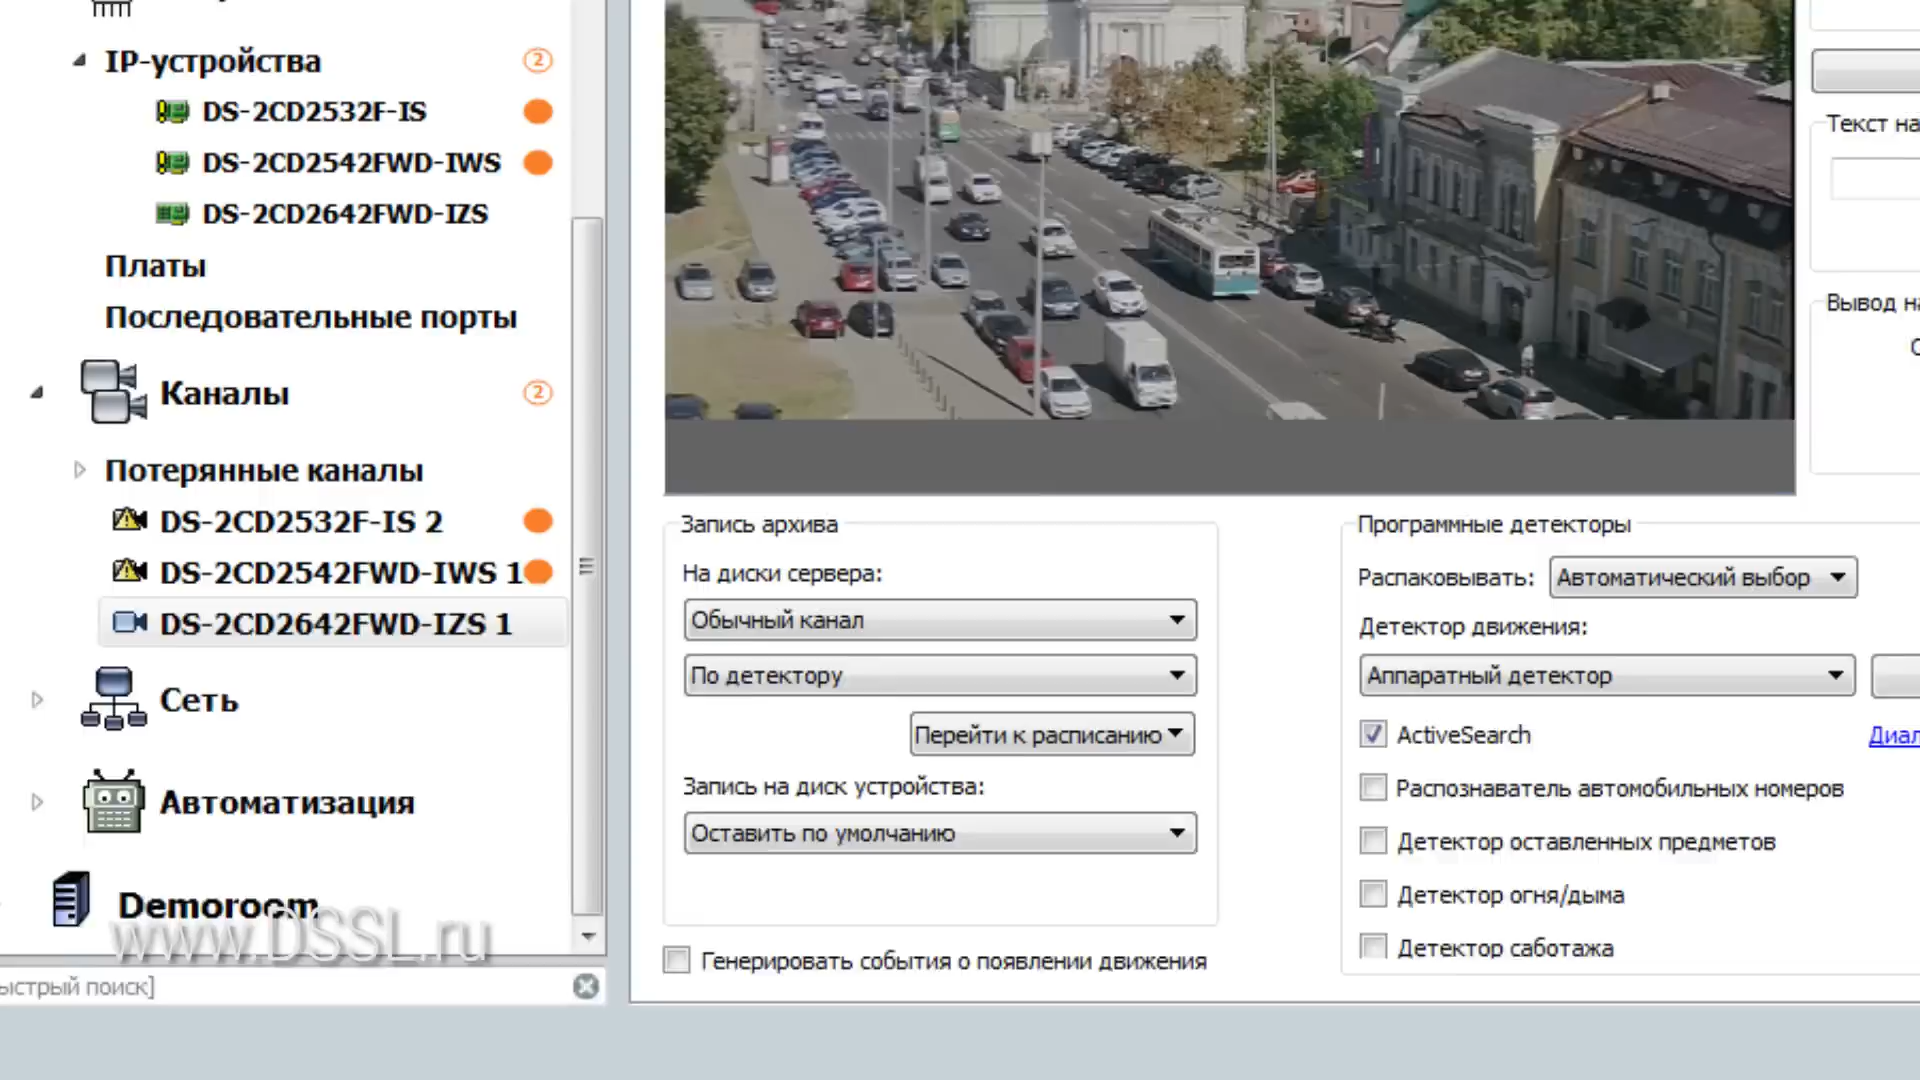 IP-устройства 2
DS-2CD2532F-IS
DS-2CD2542FWD-IWS
DS-2CD2642FWD-IZS
Платы
Последовательные порты
Каналы 2
Потерянные каналы
DS-2CD2532F-IS 2
DS-2CD2542FWD-IWS 1
DS-2CD2642FWD-IZS 1
Сеть
Автоматизация
Demoroom
www.DSSL.ru
ыстрый поиск]
Запись архива
На диски сервера:
Обычный канал
По детектору
Перейти к расписанию
Запись на диск устройства:
Оставить по умолчанию
Генерировать события о появлении движения
Программные детекторы
Распаковывать: Автоматический выбор
Детектор движения:
Аппаратный детектор
ActiveSearch
Диал
Распознаватель автомобильных номеров
Детектор оставленных предметов
Детектор огня/дыма
Детектор саботажа
Текст на
Вывод на